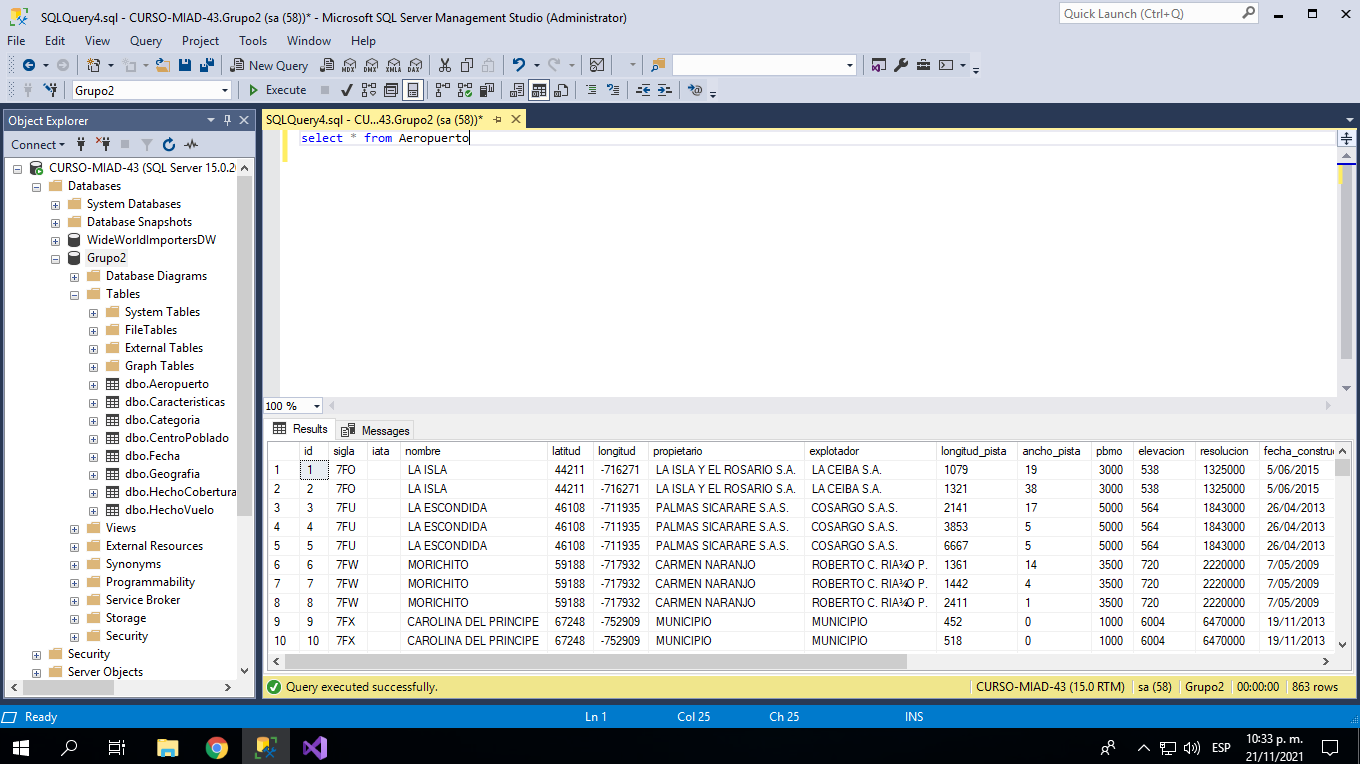 SQLQuery4.sql - CURSO-MIAD-43.Grupo2 (sa (58))* - Microsoft SQL Server Management Studio (Administrator)
Quick Launch (Ctrl+Q)
File Edit View Query Project Tools Window Help
New Query MDX DMX XMLA DAX
Grupo2 Execute
Object Explorer
SQLQuery4.sql - CU...43.Grupo2 (sa (58))*
Connect
select * from Aeropuerto
CURSO-MIAD-43 (SQL Server 15.0.20
Databases
System Databases
Database Snapshots
WideWorldImportersDW
Grupo2
Database Diagrams
Tables
System Tables
FileTables
External Tables
Graph Tables
dbo.Aeropuerto
dbo.Caracteristicas
dbo.Categoria
dbo.CentroPoblado
dbo.Fecha
dbo.Geografia
dbo.HechoCobertura
dbo.HechoVuelo
Views
External Resources
Synonyms
Programmability
Service Broker
Storage
Security
Security
Server Objects
100 %
Results Messages
id sigla iata nombre latitud longitud propietario explotador longitud_pista ancho_pista pbmo elevacion resolucion fecha_construc
1 1 7FO LA ISLA 44211 -716271 LA ISLA Y EL ROSARIO S.A. LA CEIBA S.A. 1079 19 3000 538 1325000 5/06/2015
2 2 7FO LA ISLA 44211 -716271 LA ISLA Y EL ROSARIO S.A. LA CEIBA S.A. 1321 38 3000 538 1325000 5/06/2015
3 3 7FU LA ESCONDIDA 46108 -711935 PALMAS SICARARE S.A.S. COSARGO S.A.S. 2141 17 5000 564 1843000 26/04/2013
4 4 7FU LA ESCONDIDA 46108 -711935 PALMAS SICARARE S.A.S. COSARGO S.A.S. 3853 5 5000 564 1843000 26/04/2013
5 5 7FU LA ESCONDIDA 46108 -711935 PALMAS SICARARE S.A.S. COSARGO S.A.S. 6667 5 5000 564 1843000 26/04/2013
6 6 7FW MORICHITO 59188 -717932 CARMEN NARANJO ROBERTO C. RIA¾O P. 1361 14 3500 720 2220000 7/05/2009
7 7 7FW MORICHITO 59188 -717932 CARMEN NARANJO ROBERTO C. RIA¾O P. 1442 4 3500 720 2220000 7/05/2009
8 8 7FW MORICHITO 59188 -717932 CARMEN NARANJO ROBERTO C. RIA¾O P. 2411 1 3500 720 2220000 7/05/2009
9 9 7FX CAROLINA DEL PRINCIPE 67248 -752909 MUNICIPIO MUNICIPIO 452 0 1000 6004 6470000 19/11/2013
10 10 7FX CAROLINA DEL PRINCIPE 67248 -752909 MUNICIPIO MUNICIPIO 518 0 1000 6004 6470000 19/11/2013
Query executed successfully. CURSO-MIAD-43 (15.0 RTM) sa (58) Grupo2 00:00:00 863 rows
Ready Ln 1 Col 25 Ch 25 INS
ESP 10:33 p. m.
21/11/2021